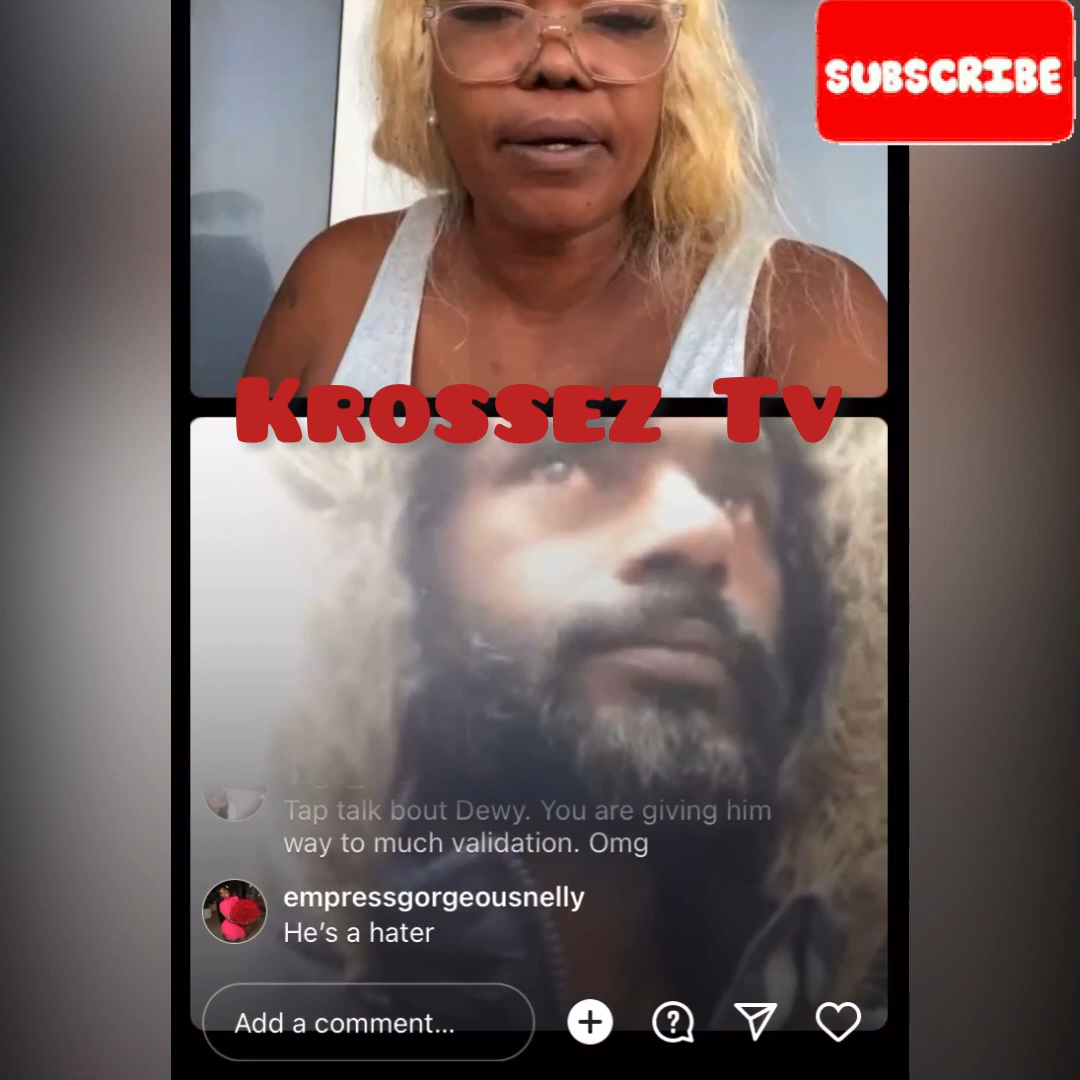 SUBSCRIBE
KROSSEZ TV
Tap talk bout Dewy. You are giving him
way to much validation. Omg
empressgorgeousnelly
He's a hater
Add a comment...